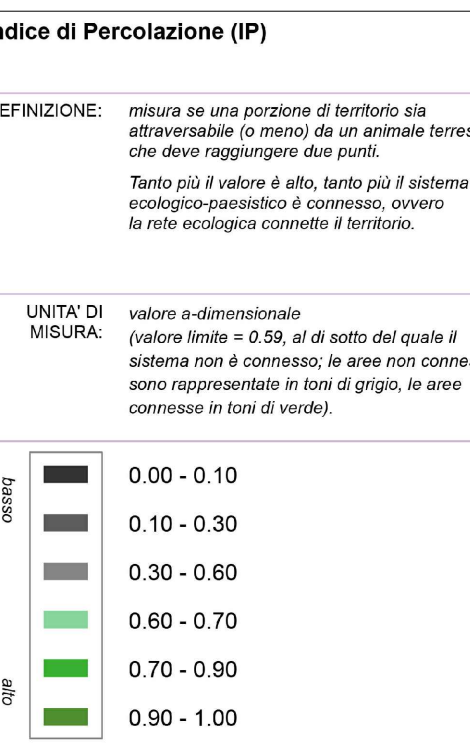 ndice di Percolazione (IP)
EFINIZIONE:
misura se una porzione di territorio sia
attraversabile (o meno) da un animale terres
che deve raggiungere due punti.
Tanto più il valore è alto, tanto più il sistema
ecologico-paesistico è connesso, ovvero
la rete ecologica connette il territorio.
UNITA' DI
MISURA:
valore a-dimensionale
(valore limite = 0.59, al di sotto del quale il
sistema non è connesso; le aree non connes
sono rappresentate in toni di grigio, le aree
connesse in toni di verde).
basso
0.00 - 0.10
0.10 - 0.30
0.30 - 0.60
0.60 - 0.70
0.70 - 0.90
0.90 - 1.00
alto